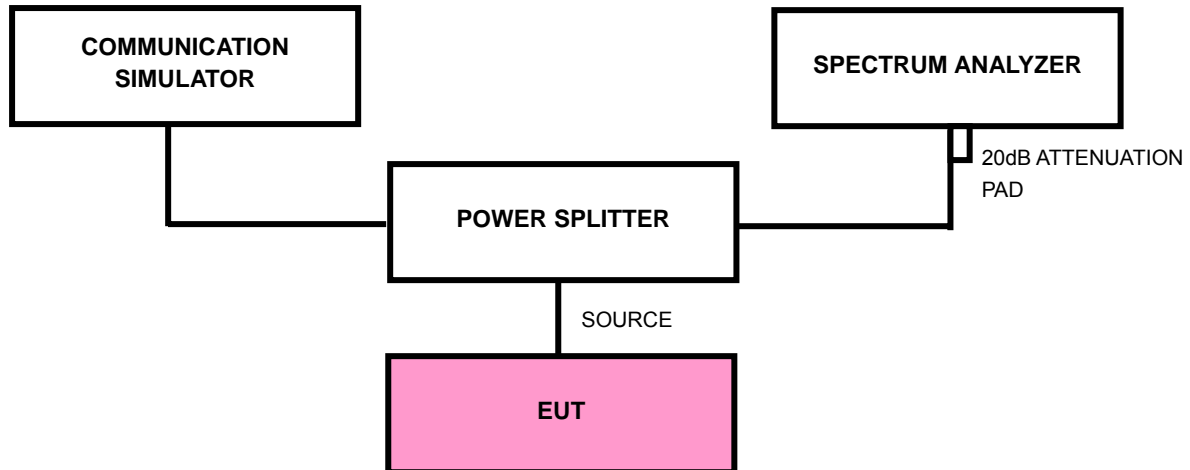 COMMUNICATION
SIMULATOR
SPECTRUM ANALYZER
20dB ATTENUATION
PAD
POWER SPLITTER
SOURCE
EUT